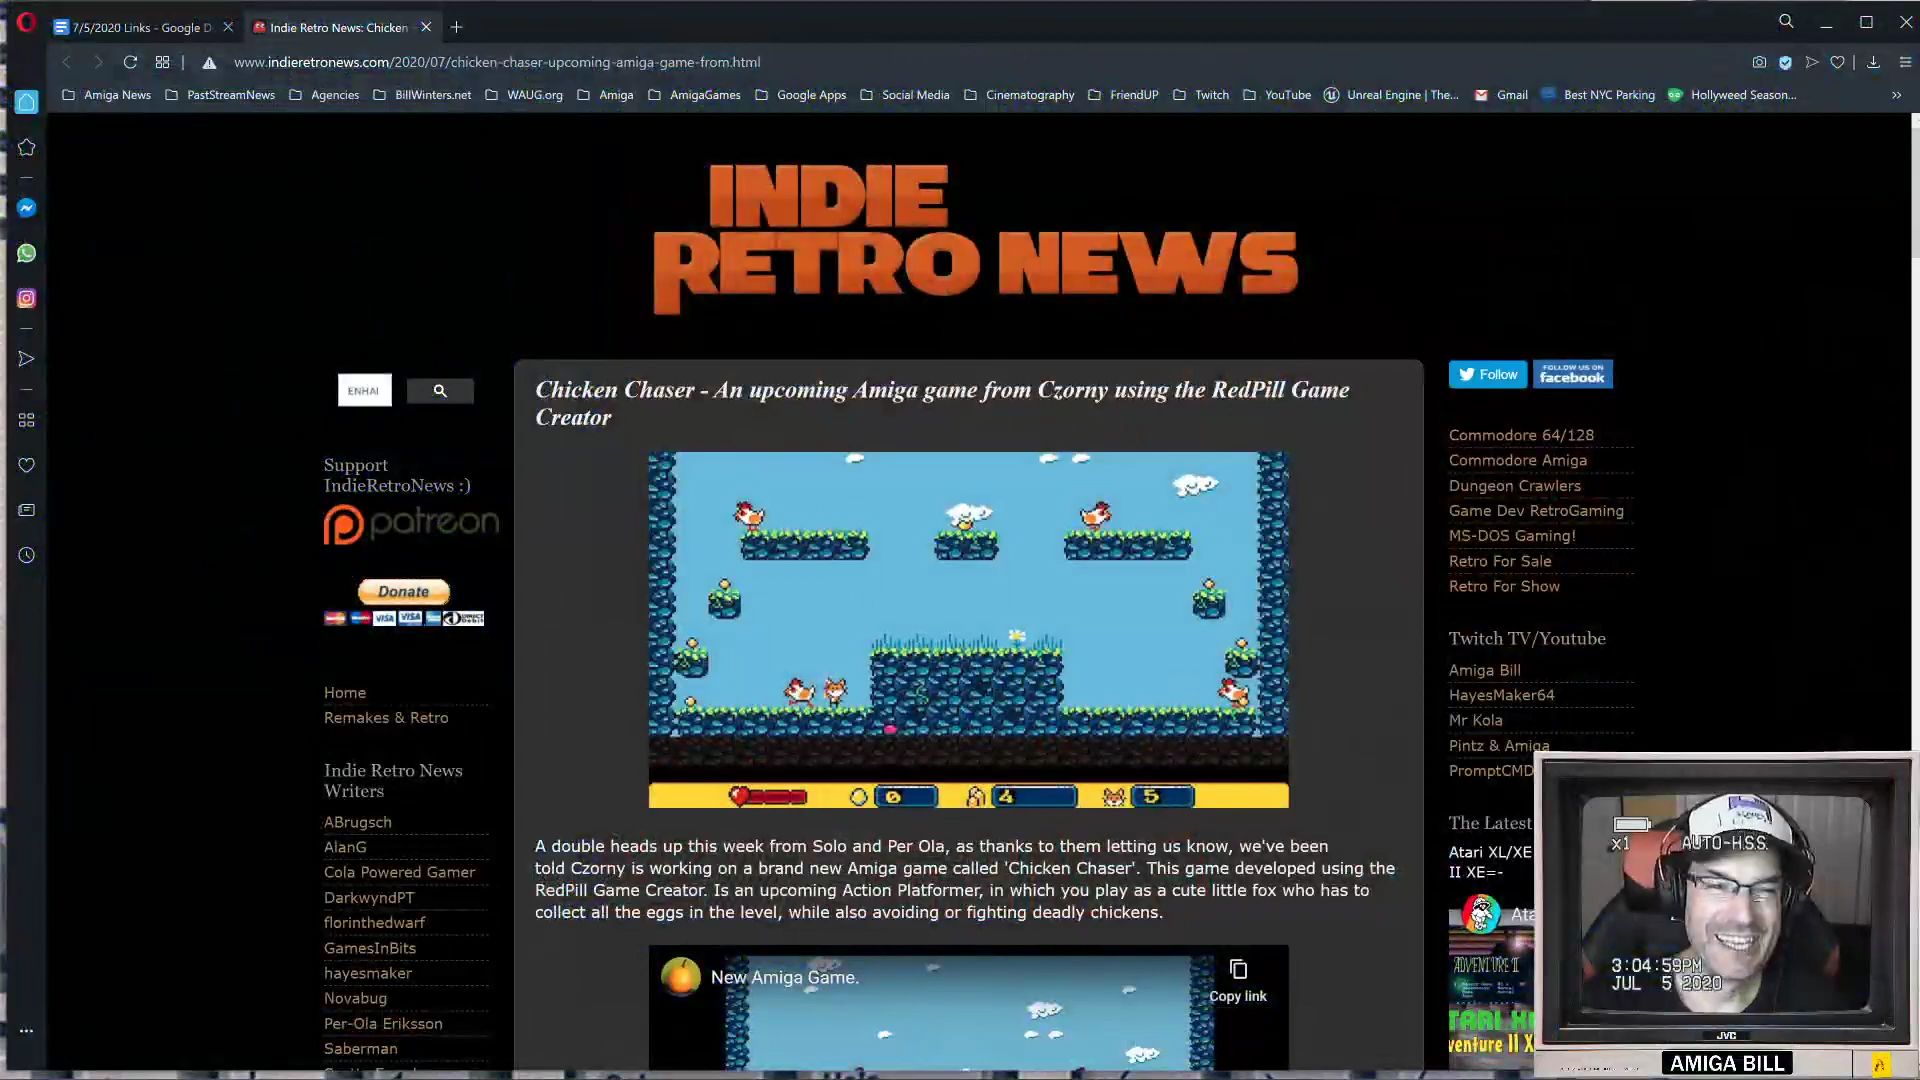 7/5/2020 Links - Google D
Indie Retro News: Chicken
www.indieretronews.com/2020/07/chicken-chaser-upcoming-amiga-game-from.html
Amiga News
PastStreamNews
Agencies
BillWinters.net
WAUG.org
Amiga
AmigaGames
Google Apps
Social Media
Cinematography
FriendUP
Twitch
YouTube
Unreal Engine | The...
Gmail
Best NYC Parking
Hollyweed Season...
INDIE
RETRO NEWS
ENHAI
Support
IndieRetroNews :)
patreon
Donate
Home
Remakes & Retro
Indie Retro News
Writers
ABrugsch
AlanG
Cola Powered Gamer
DarkwyndPT
florinthedwarf
GamesInBits
hayesmaker
Novabug
Per-Ola Eriksson
Saberman
Chicken Chaser - An upcoming Amiga game from Czorny using the RedPill Game
Creator
0
4
5
A double heads up this week from Solo and Per Ola, as thanks to them letting us know, we've been
told Czorny is working on a brand new Amiga game called 'Chicken Chaser'. This game developed using the
RedPill Game Creator. Is an upcoming Action Platformer, in which you play as a cute little fox who has to
collect all the eggs in the level, while also avoiding or fighting deadly chickens.
New Amiga Game.
Copy link
Follow
FOLLOW US ON
facebook
Commodore 64/128
Commodore Amiga
Dungeon Crawlers
Game Dev RetroGaming
MS-DOS Gaming!
Retro For Sale
Retro For Show
Twitch TV/Youtube
Amiga Bill
HayesMaker64
Mr Kola
Pintz & Amiga
PromptCMD
The Latest
Atari XL/XE
II XE=-
Ata
ADVENTURE II
venture II X
x1
AUTO-H.S.S.
3:04:59PM
JUL 5 2020
JVC
AMIGA BILL